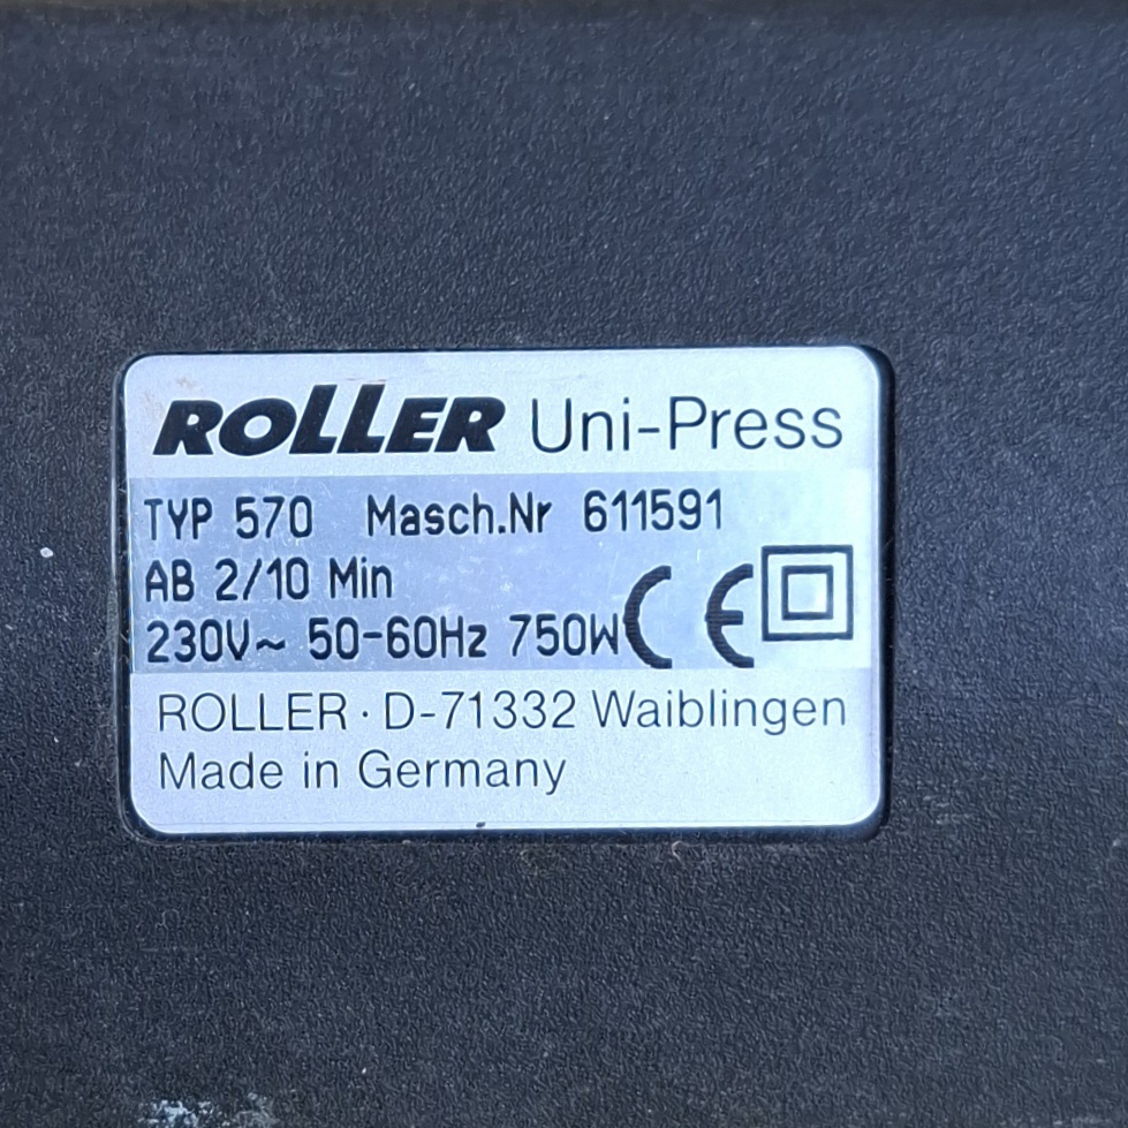 ROLLER Uni-Press
TYP 570 Masch.Nr 611591
AB 2/10 Min
230V~ 50-60Hz 750W CE
ROLLER · D-71332 Waiblingen
Made in Germany